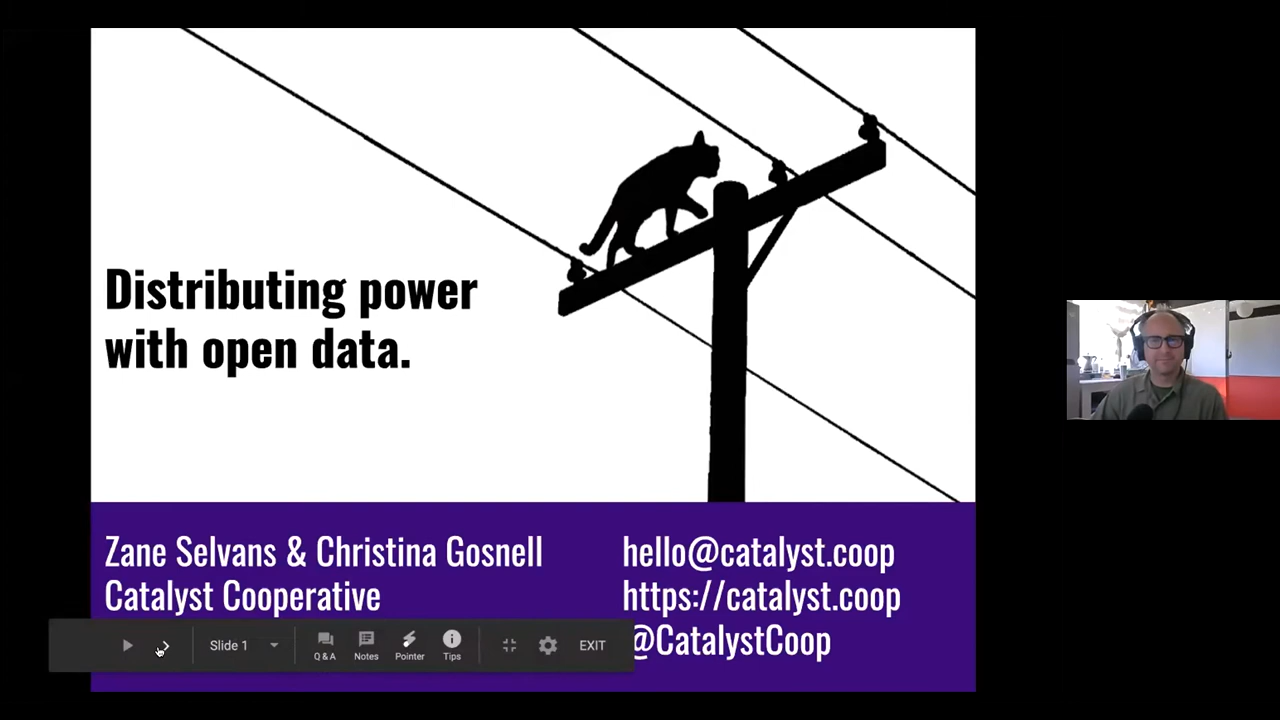 Distributing power
with open data.
Zane Selvans & Christina Gosnell
Catalyst Cooperative
hello@catalyst.coop
https://catalyst.coop
@CatalystCoop
Slide 1
Q & A
Notes
Pointer
Tips
EXIT